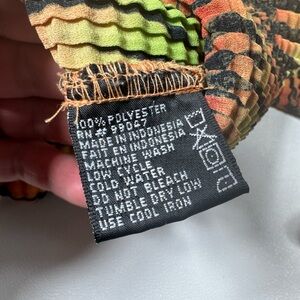 100% POLYESTER
RN # 99047
MADE IN INDONESIA
FAIT EN INDONESIA
MACHINE WASH
LOW CYCLE
COLD WATER
DO NOT BLEACH
TUMBLE DRY LOW
USE COOL IRON